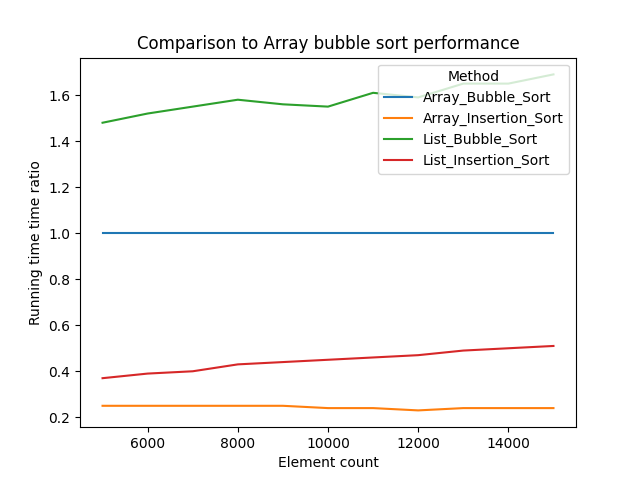 Comparison to Array bubble sort performance
Method
Array_Bubble_Sort
Array_Insertion_Sort
List_Bubble_Sort
List_Insertion_Sort
Running time time ratio
1.6
1.4
1.2
1.0
0.8
0.6
0.4
0.2
6000 8000 10000 12000 14000
Element count